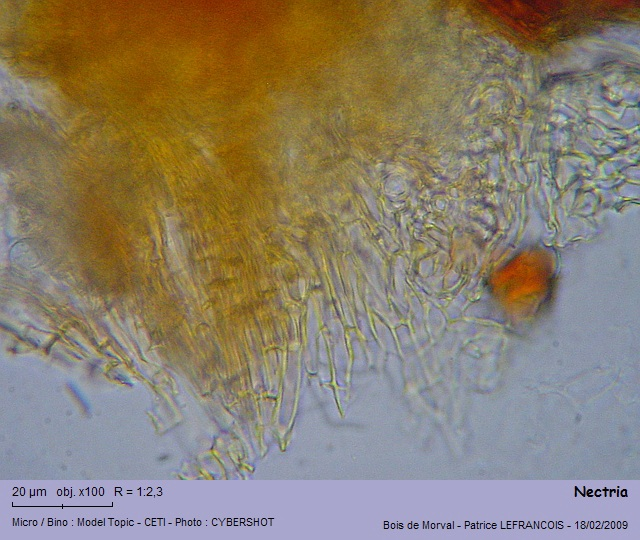 20 µm obj. x100 R = 1:2,3
Nectria
Micro / Bino : Model Topic - CETI - Photo : CYBERSHOT
Bois de Morval - Patrice LEFRANCOIS - 18/02/2009